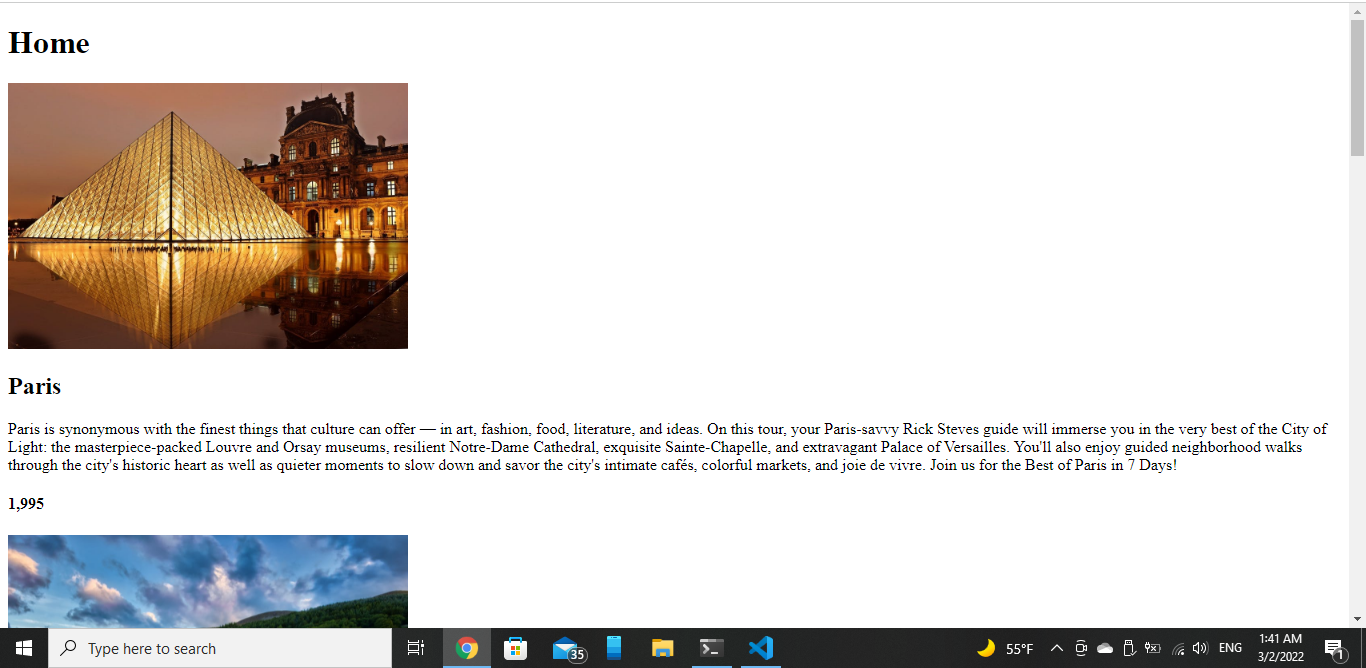 Home
Paris
Paris is synonymous with the finest things that culture can offer — in art, fashion, food, literature, and ideas. On this tour, your Paris-savvy Rick Steves guide will immerse you in the very best of the City of
Light: the masterpiece-packed Louvre and Orsay museums, resilient Notre-Dame Cathedral, exquisite Sainte-Chapelle, and extravagant Palace of Versailles. You'll also enjoy guided neighborhood walks
through the city's historic heart as well as quieter moments to slow down and savor the city's intimate cafés, colorful markets, and joie de vivre. Join us for the Best of Paris in 7 Days!
1,995
Type here to search
35
55°F
ENG
1:41 AM
3/2/2022
1